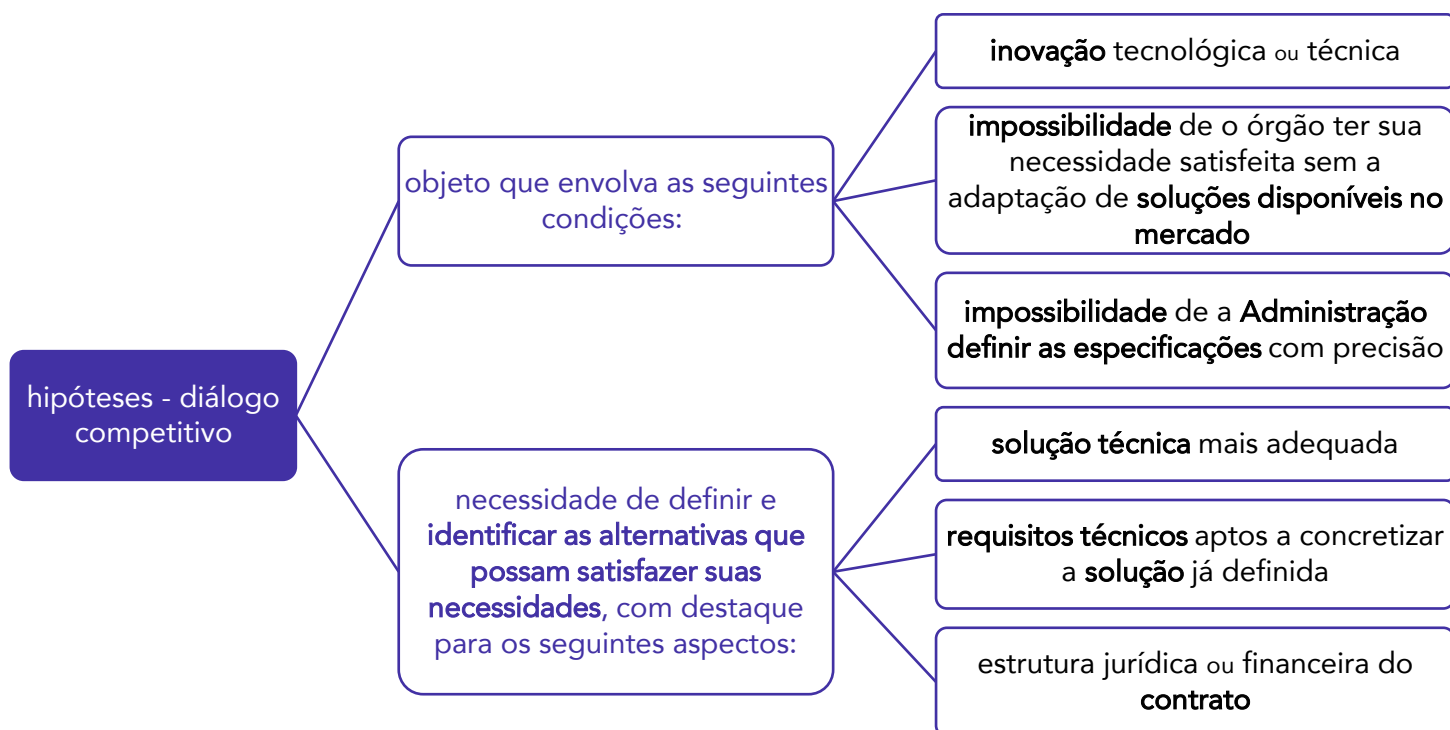 hipóteses - diálogo
competitivo
objeto que envolva as seguintes
condições:
inovação tecnológica ou técnica
impossibilidade de o órgão ter sua
necessidade satisfeita sem a
adaptação de soluções disponíveis no
mercado
impossibilidade de a Administração
definir as especificações com precisão
necessidade de definir e
identificar as alternativas que
possam satisfazer suas
necessidades, com destaque
para os seguintes aspectos:
solução técnica mais adequada
requisitos técnicos aptos a concretizar
a solução já definida
estrutura jurídica ou financeira do
contrato